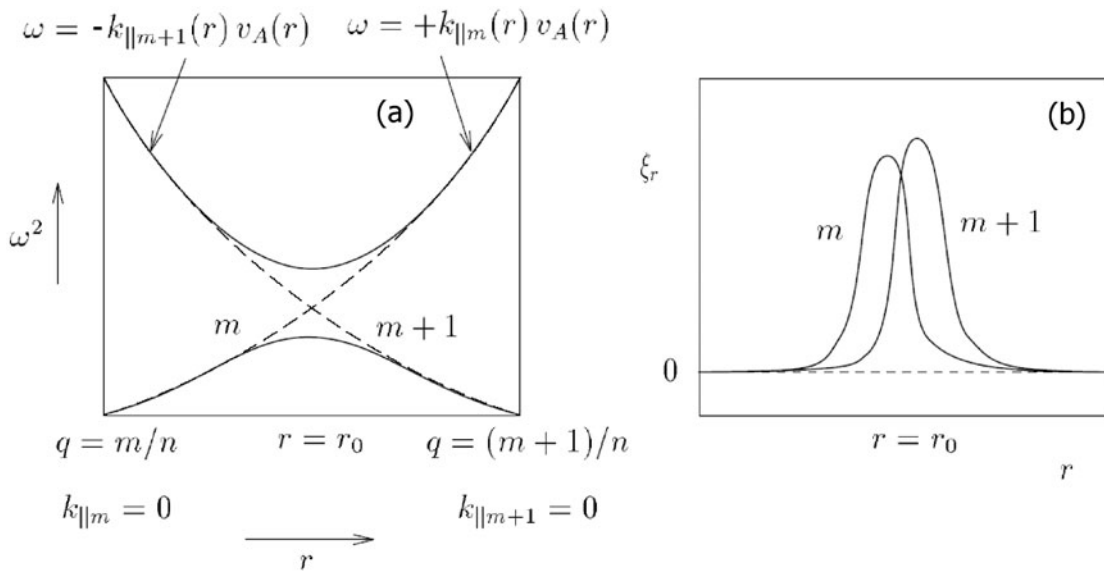 ω = -k∥m+1(r) vA(r)
ω = +k∥m(r) vA(r)
(a)
ω²
m
m + 1
q = m/n
r = r₀
q = (m + 1)/n
k∥m = 0
k∥m+1 = 0
r
(b)
ξr
m
m + 1
0
r = r₀
r